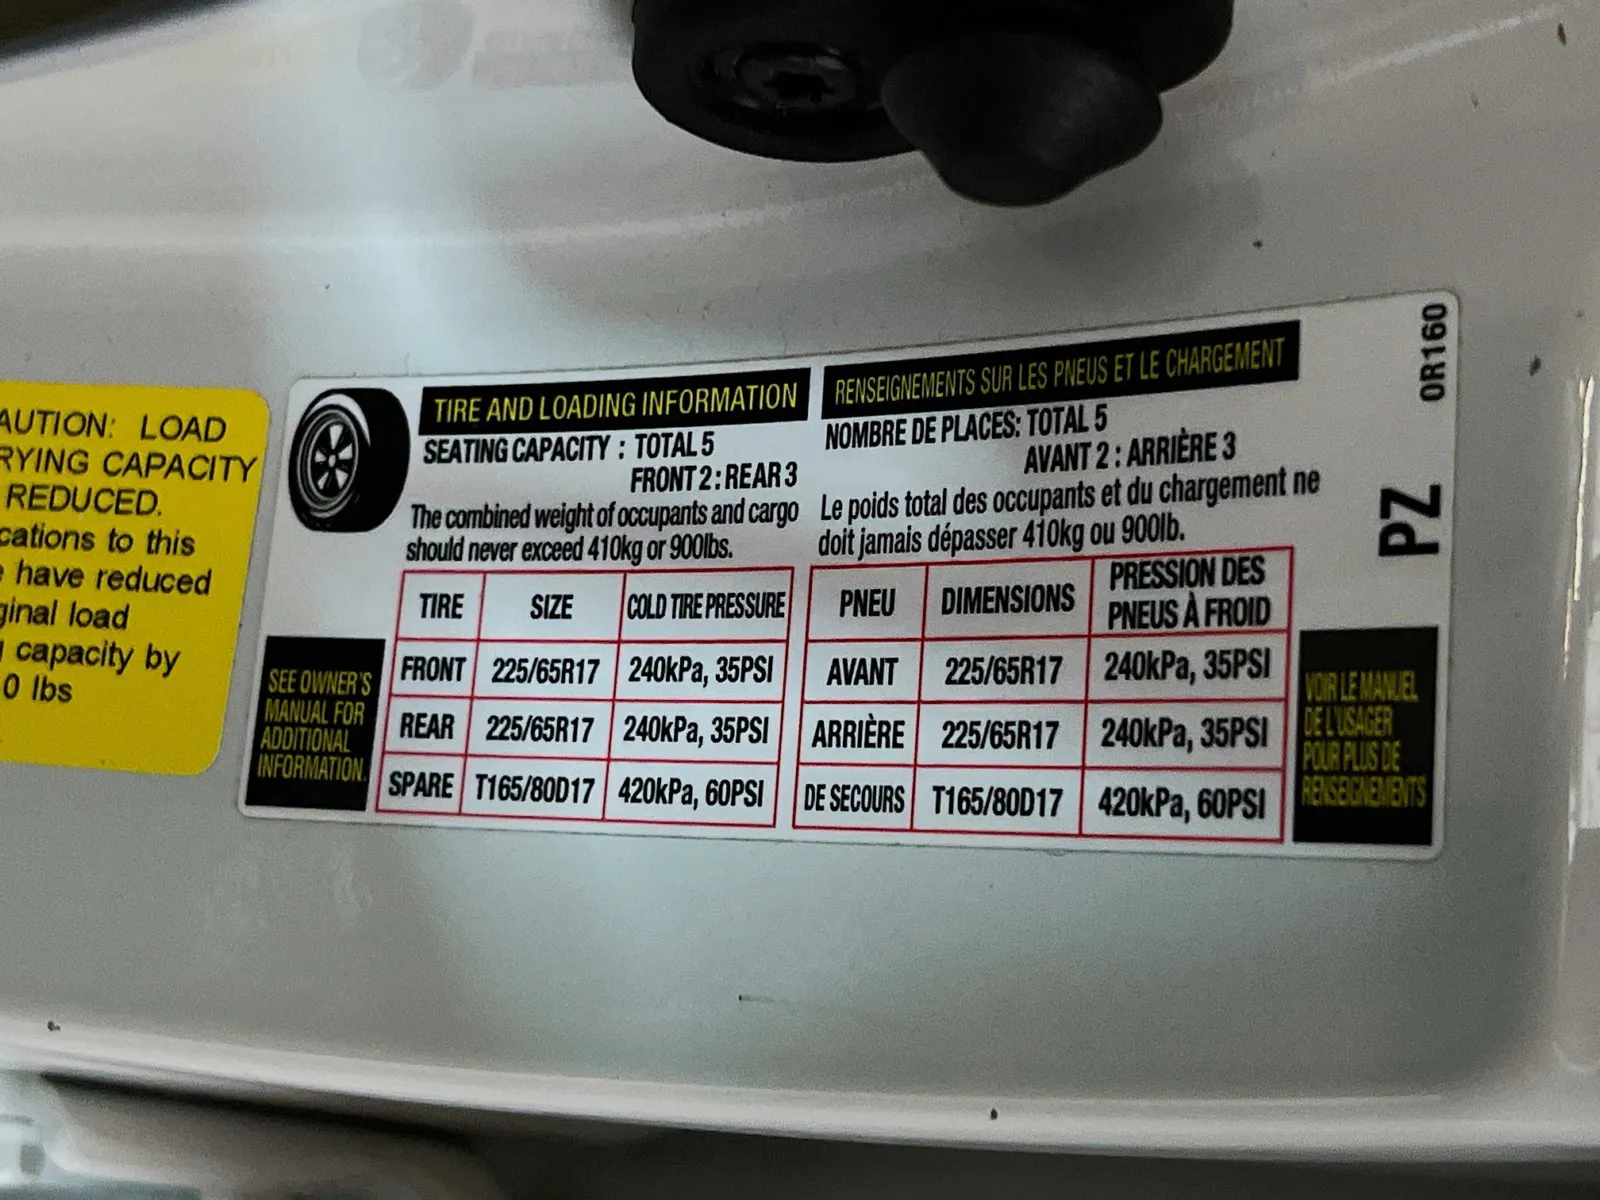 AUTION: LOAD
RYING CAPACITY
REDUCED.
cations to this
have reduced
ginal load
capacity by
0 lbs
TIRE AND LOADING INFORMATION
SEATING CAPACITY : TOTAL 5
FRONT 2 : REAR 3
The combined weight of occupants and cargo
should never exceed 410kg or 900lbs.
TIRE SIZE COLD TIRE PRESSURE
FRONT 225/65R17 240kPa, 35PSI
REAR 225/65R17 240kPa, 35PSI
SPARE T165/80D17 420kPa, 60PSI
SEE OWNER'S
MANUAL FOR
ADDITIONAL
INFORMATION.
RENSEIGNEMENTS SUR LES PNEUS ET LE CHARGEMENT
NOMBRE DE PLACES: TOTAL 5
AVANT 2 : ARRIÈRE 3
Le poids total des occupants et du chargement ne
doit jamais dépasser 410kg ou 900lb.
PNEU DIMENSIONS PRESSION DES
PNEUS À FROID
AVANT 225/65R17 240kPa, 35PSI
ARRIÈRE 225/65R17 240kPa, 35PSI
DE SECOURS T165/80D17 420kPa, 60PSI
VOIR LE MANUEL
DE L'USAGER
POUR PLUS DE
RENSEIGNEMENTS
PZ
0R160